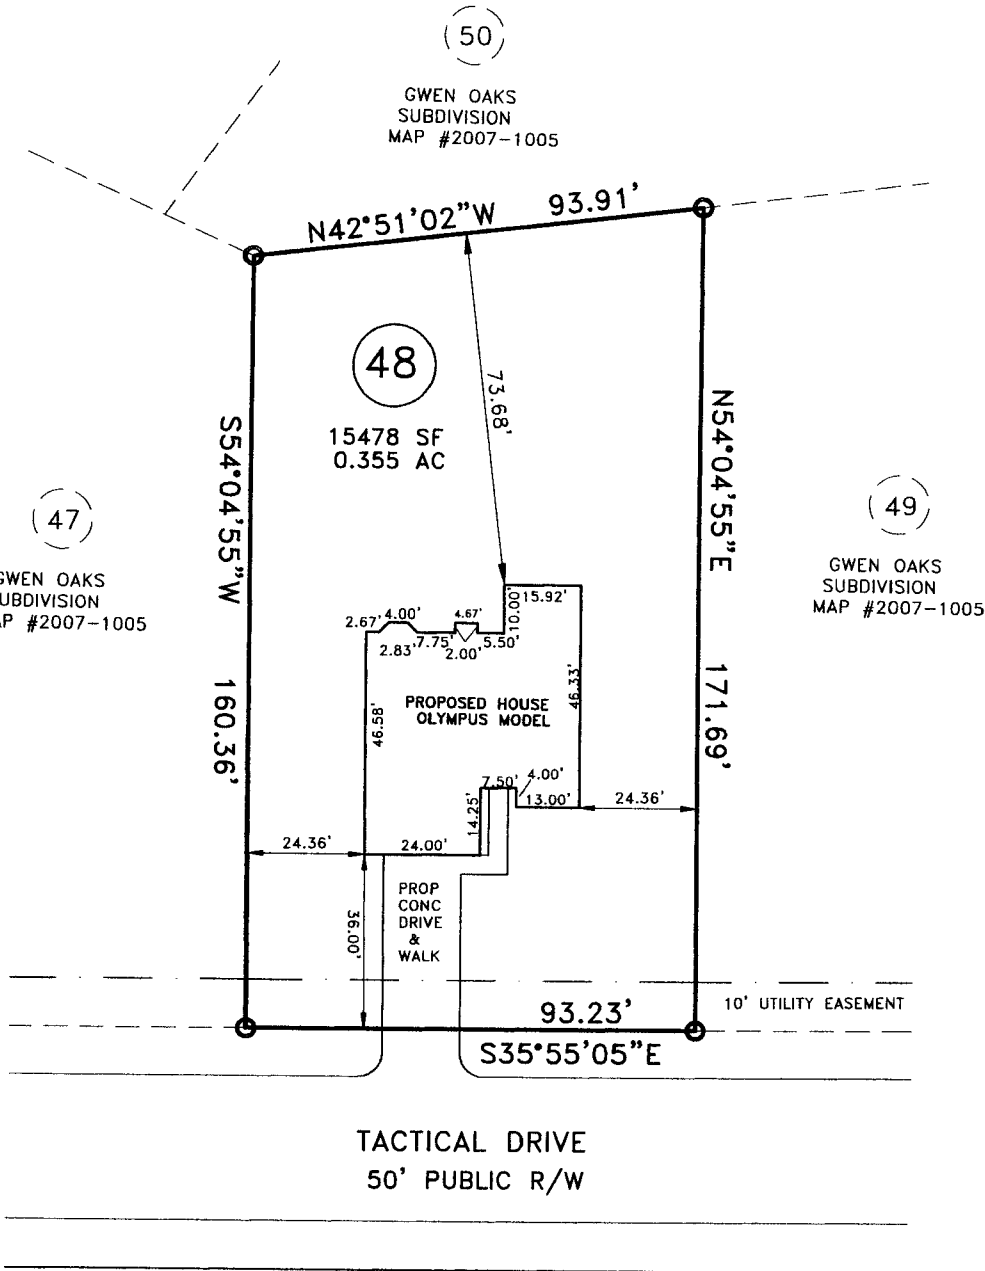 50
GWEN OAKS
SUBDIVISION
MAP #2007-1005
N42°51'02"W 93.91'
48
15478 SF
0.355 AC
73.68'
S54°04'55"W 160.36'
N54°04'55"E 171.69'
47
GWEN OAKS
UBDIVISION
AP #2007-1005
49
GWEN OAKS
SUBDIVISION
MAP #2007-1005
10.00' 15.92'
2.67' 4.00' 4.67'
2.83' 7.75' 2.00' 5.50'
46.58'
PROPOSED HOUSE
OLYMPUS MODEL
46.33'
7.50' 4.00'
14.25' 13.00' 24.36'
24.36' 24.00'
36.00'
PROP
CONC
DRIVE
&
WALK
10' UTILITY EASEMENT
93.23'
S35°55'05"E
TACTICAL DRIVE
50' PUBLIC R/W